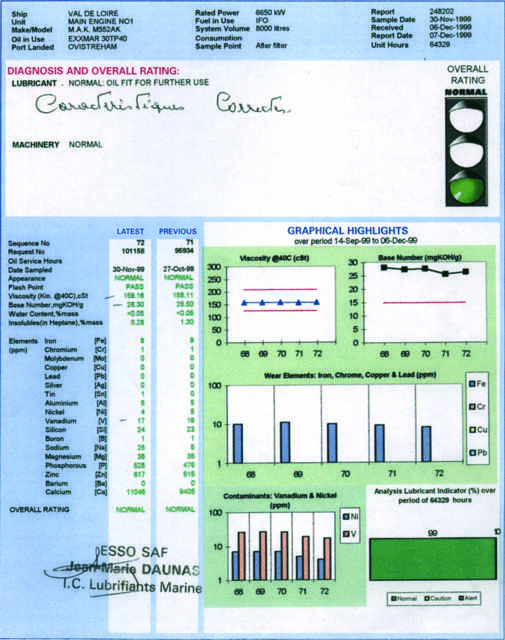 Ship VAL DE LOIRE Rated Power 6650 kW Report 248202
Unit MAIN ENGINE NO1 Fuel in Use IFO Sample Date 30-Nov-1999
Make/Model M.A.K. M552AK System Volume 8000 litres Received 06-Dec-1999
Oil in Use EXXMAR 30TP40 Consumption Report Date 07-Dec-1999
Port Landed OVISTREHAM Sample Point After filter Unit Hours 64329
DIAGNOSIS AND OVERALL RATING:
OVERALL RATING
NORMAL
LUBRICANT - NORMAL: OIL FIT FOR FURTHER USE
Caractéristiques Correctes
MACHINERY NORMAL
LATEST PREVIOUS
Sequence No 72 71
Request No 101158 96934
Oil Service Hours
Date Sampled 30-Nov-99 27-Oct-99
Appearance NORMAL NORMAL
Flash Point PASS PASS
Viscosity (Kin. @40C),cSt 159.16 158.11
Base Number,mgKOH/g 26.30 25.50
Water Content,%mass <0.05 <0.05
Insolubles(in Heptane),%mass 0.28 1.30
Elements (ppm)
Iron [Fe]
Chromium [Cr] 1 1
Molybdenum [Mo] 0 0
Copper [Cu] 0 0
Lead [Pb] 0 0
Silver [Ag] 0 0
Tin [Sn] 1 0
Aluminium [Al] 5 5
Nickel [Ni] 4 5
Vanadium [V] 17 19
Silicon [Si] 24 23
Boron [B] 1 1
Sodium [Na] 25
Magnesium [Mg]
Phosphorous [P] 528 476
Zinc [Zn] 617 515
Barium [Ba] 0 0
Calcium [Ca] 11046 9405
OVERALL RATING NORMAL NORMAL
ESSO SAF
Jean-Marie DAUNAS
I.C. Lubrifiants Marine
GRAPHICAL HIGHLIGHTS
over period 14-Sep-99 to 06-Dec-99
Viscosity @40C (cSt)
300
250
200
150
100
50
0
68 69 70 71 72
Base Number (mgKOH/g)
30
25
20
15
10
5
0
68 69 70 71 72
Wear Elements: Iron, Chrome, Copper & Lead (ppm)
100
10
1
68 69 70 71 72
Fe
Cr
Cu
Pb
Contaminants: Vanadium & Nickel (ppm)
100
10
1
68 69 70 71 72
Ni
V
Analysis Lubricant Indicator (%) over period of 64329 hours
99 10
Normal Caution Alert